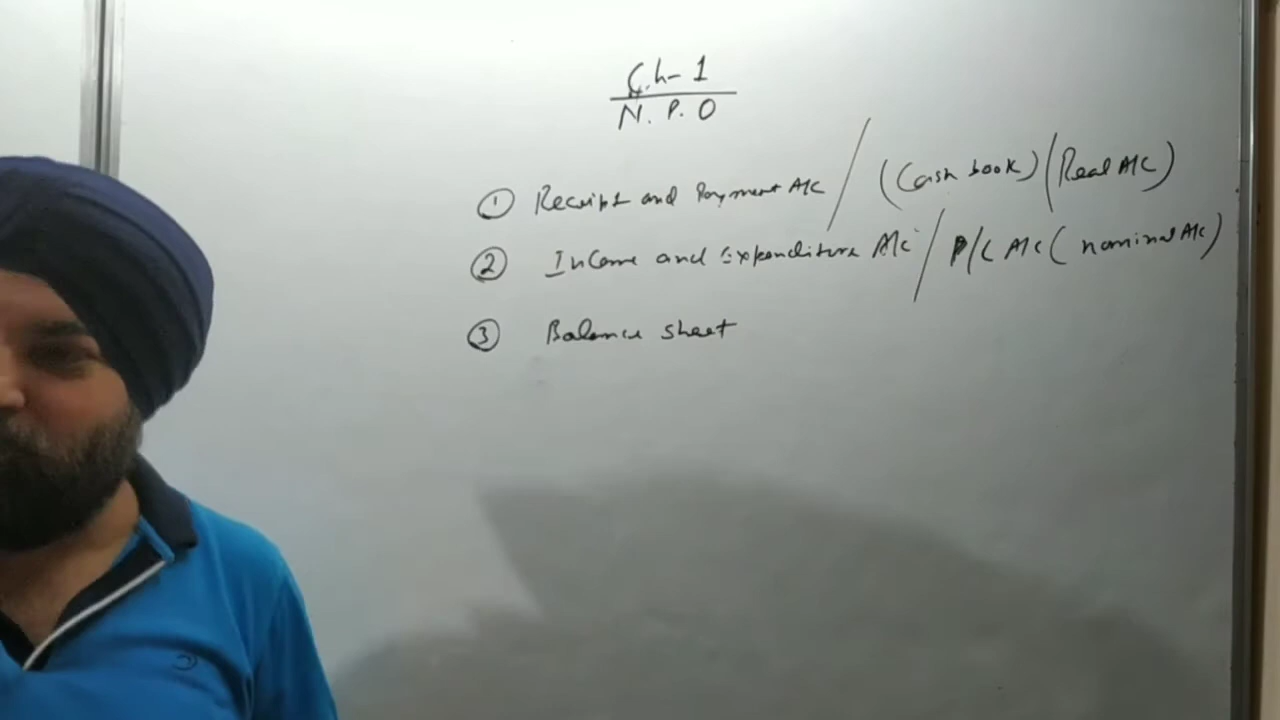 Ch-1
N.P.O
① Receipt and Payment A/C / (Cash book) (Real A/C)
② Income and Expenditure A/C / P/L A/C (nominal A/C)
③ Balance sheet